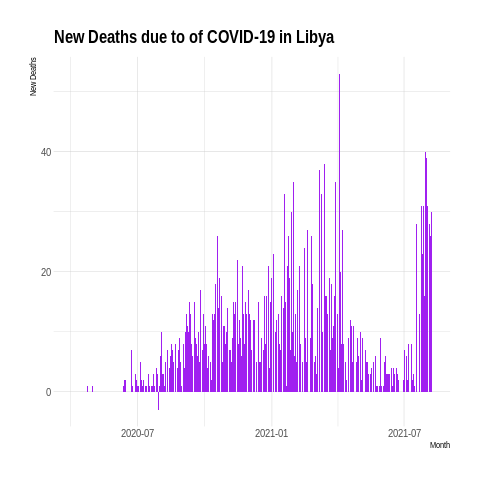 New Deaths due to of COVID-19 in Libya
New Deaths
40
20
0
2020-07
2021-01
2021-07
Month